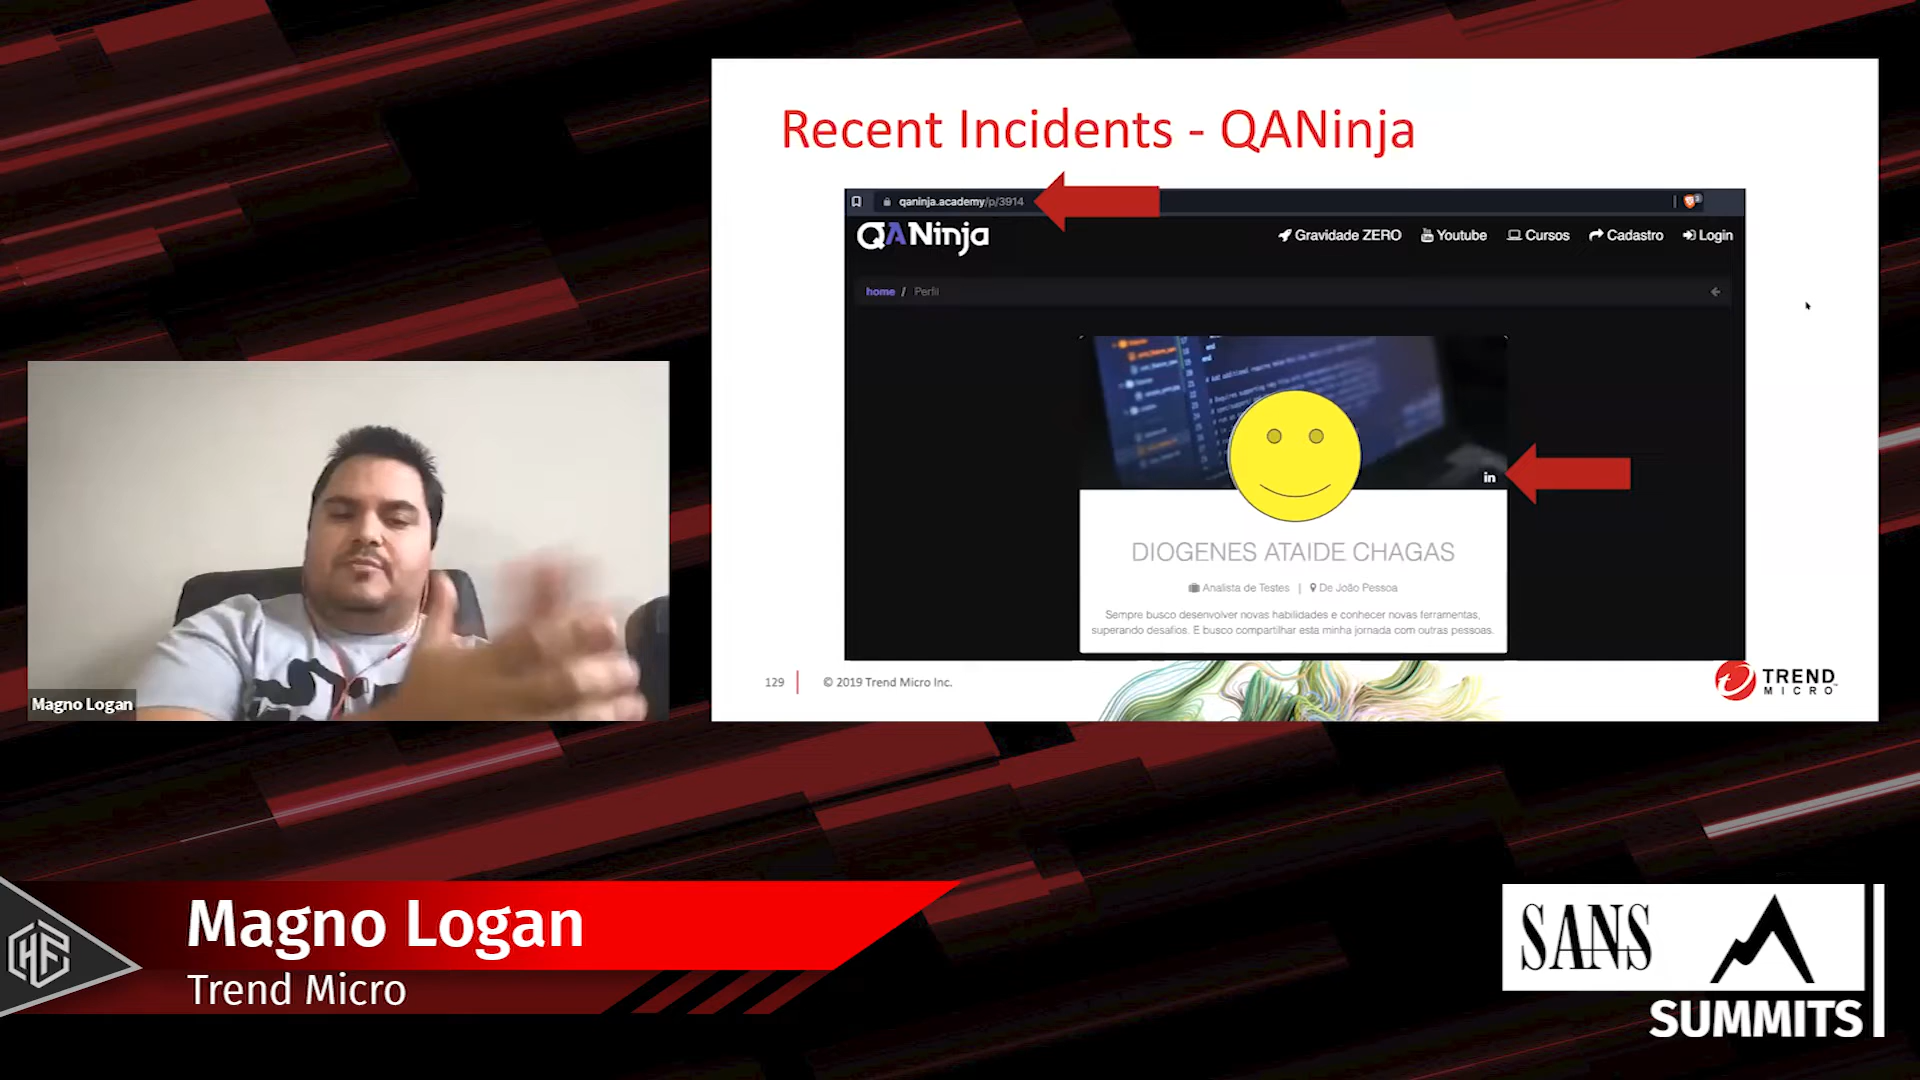 Recent Incidents - QANinja
qaninja.academy/p/3914
QANinja
Gravidade ZERO
Youtube
Cursos
Cadastro
Login
home / Perfil
in
DIOGENES ATAIDE CHAGAS
Analista de Testes | De João Pessoa
Sempre busco desenvolver novas habilidades e conhecer novas ferramentas,
superando desafios. E busco compartilhar esta minha jornada com outras pessoas.
129 | © 2019 Trend Micro Inc.
TREND
MICRO™
Magno Logan
Magno Logan
Trend Micro
SANS
SUMMITS